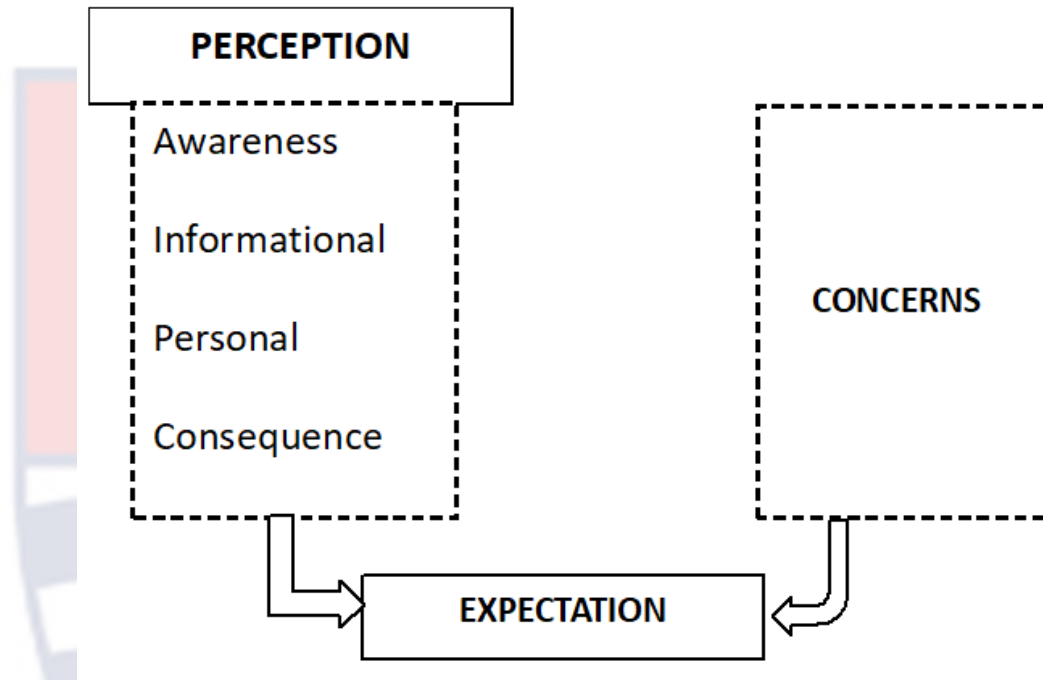 PERCEPTION
Awareness
Informational
Personal
Consequence
CONCERNS
EXPECTATION